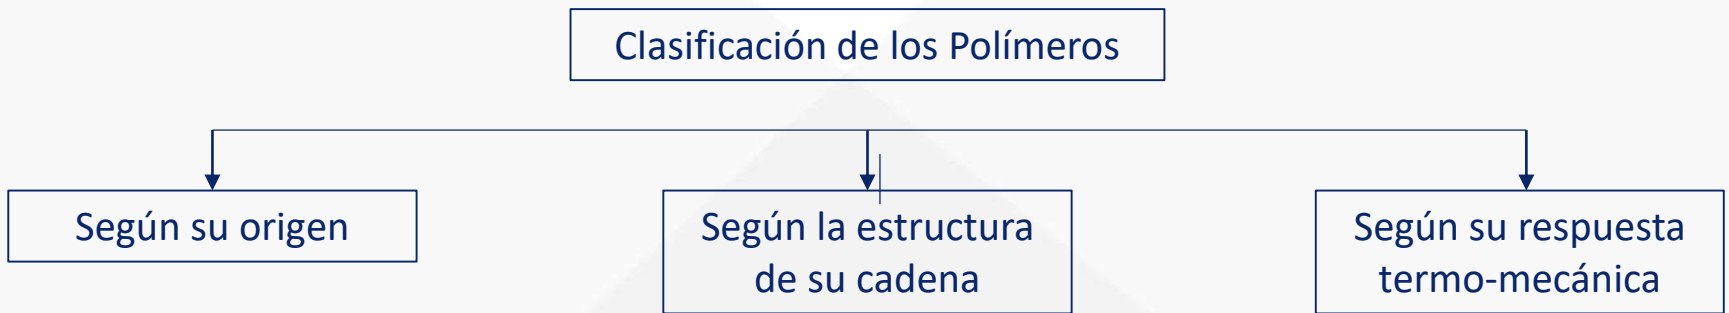 Clasificación de los Polímeros
Según su origen
Según la estructura
de su cadena
Según su respuesta
termo-mecánica